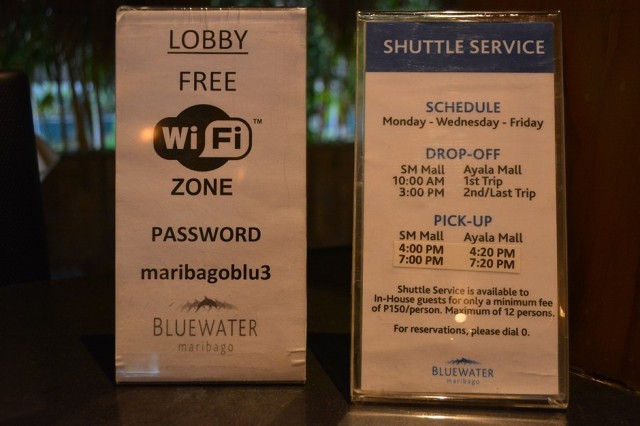 LOBBY
FREE
Wi Fi™
ZONE
PASSWORD
maribagoblu3
BLUEWATER
maribago
SHUTTLE SERVICE
SCHEDULE
Monday - Wednesday - Friday
DROP-OFF
SM Mall Ayala Mall
10:00 AM 1st Trip
3:00 PM 2nd/Last Trip
PICK-UP
SM Mall Ayala Mall
4:00 PM 4:20 PM
7:00 PM 7:20 PM
Shuttle Service is available to
In-House guests for only a minimum fee
of P150/person. Maximum of 12 persons.
For reservations, please dial 0.
BLUEWATER
maribago